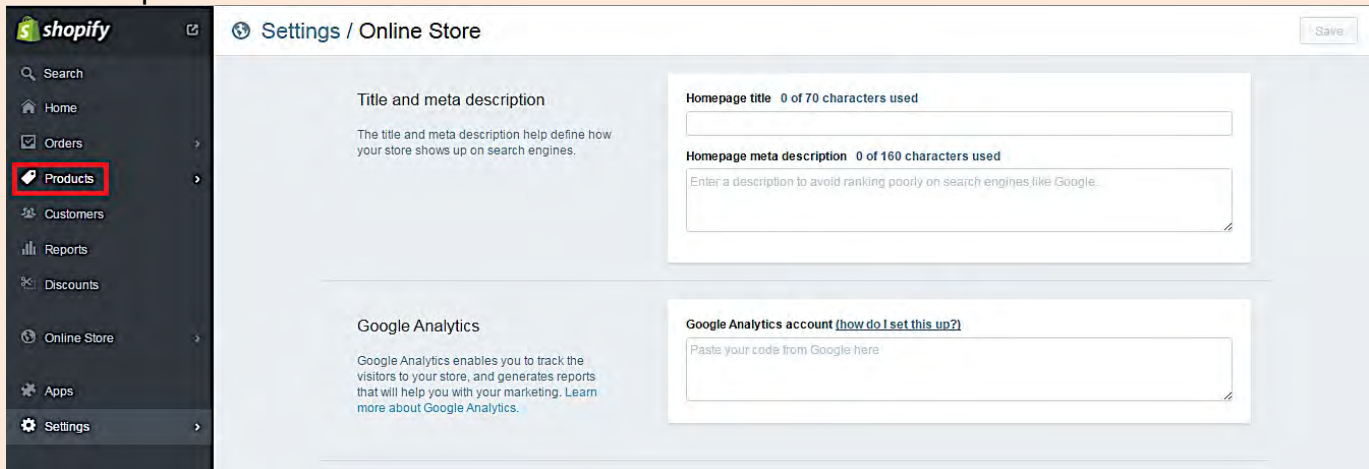 shopify
Settings / Online Store
Save
Search
Home
Orders
Products
Customers
Reports
Discounts
Online Store
Apps
Settings
Title and meta description
The title and meta description help define how
your store shows up on search engines.
Homepage title 0 of 70 characters used
Homepage meta description 0 of 160 characters used
Enter a description to avoid ranking poorly on search engines like Google.
Google Analytics
Google Analytics enables you to track the
visitors to your store, and generates reports
that will help you with your marketing. Learn
more about Google Analytics.
Google Analytics account (how do I set this up?)
Paste your code from Google here